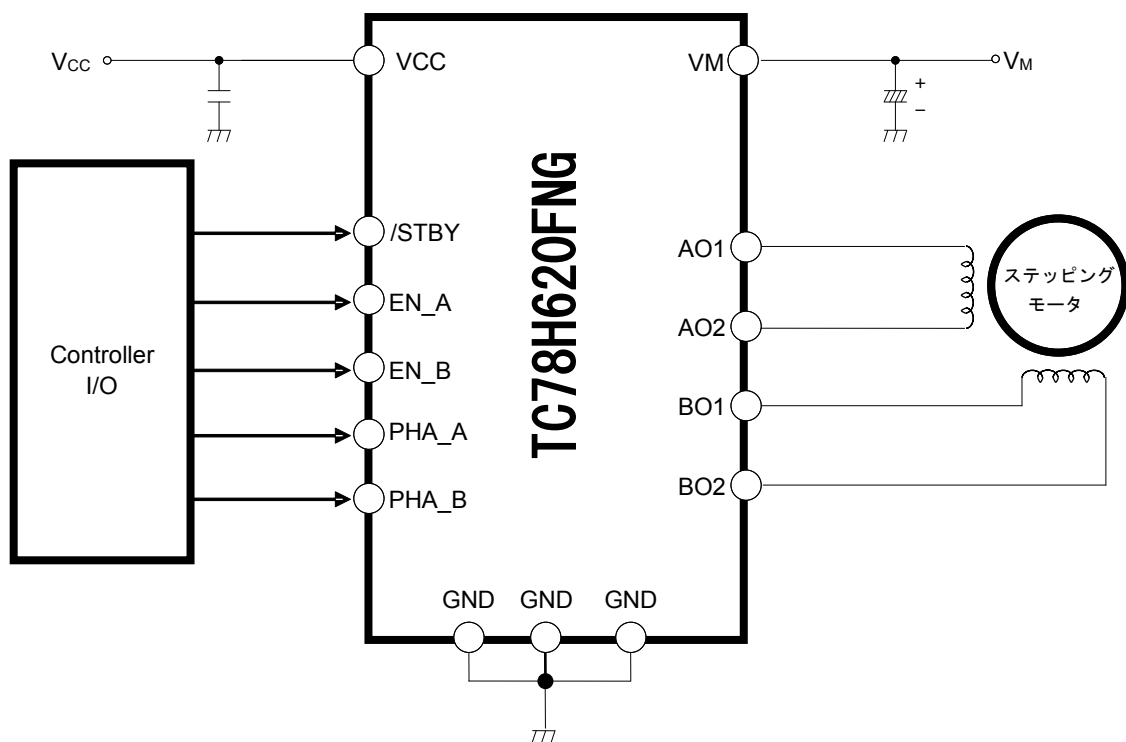 VCC
VCC
VM
VM
+
−
TC78H620FNG
Controller
I/O
/STBY
EN_A
EN_B
PHA_A
PHA_B
AO1
AO2
BO1
BO2
ステッピング
モータ
GND GND GND